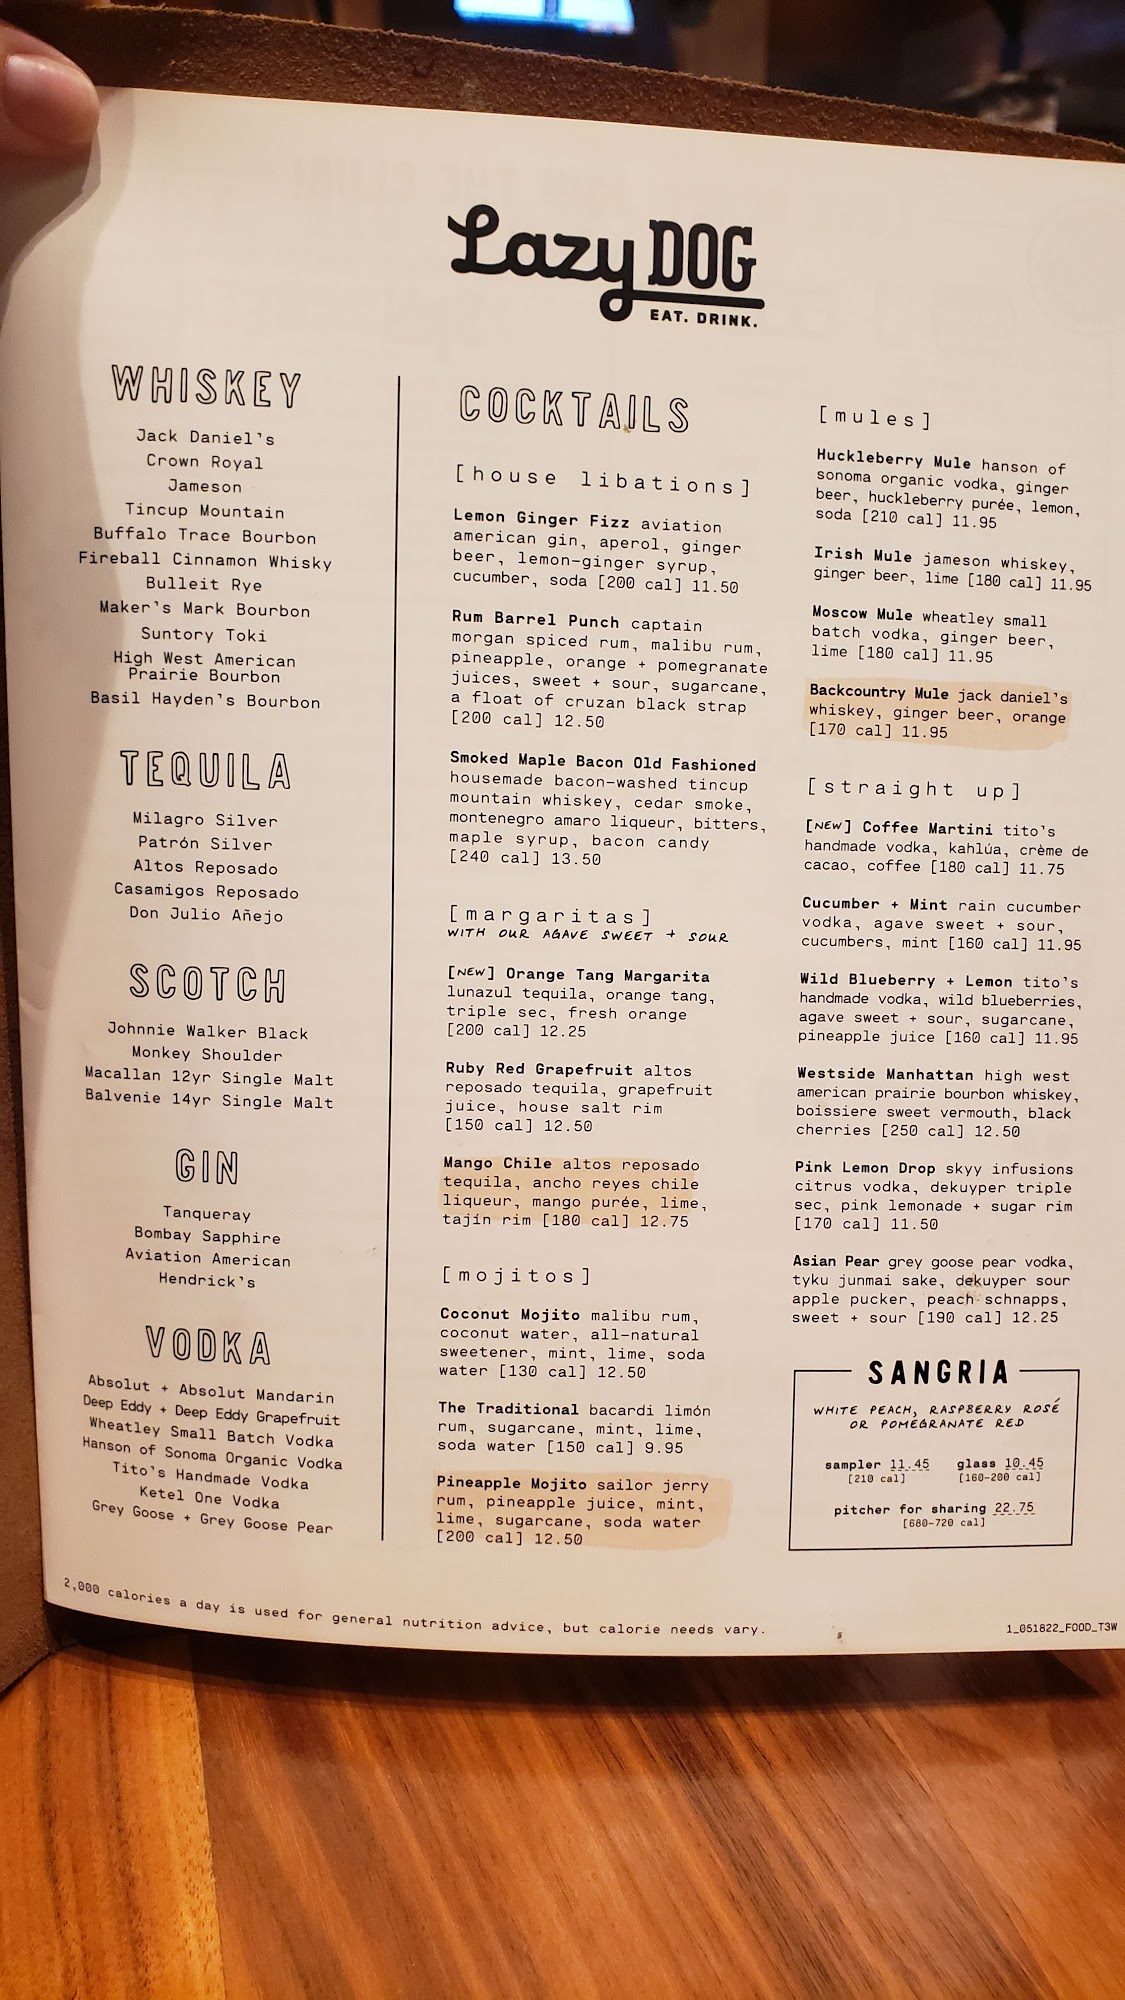 Lazy DOG
EAT. DRINK.
WHISKEY
Jack Daniel's
Crown Royal
Jameson
Tincup Mountain
Buffalo Trace Bourbon
Fireball Cinnamon Whisky
Bulleit Rye
Maker's Mark Bourbon
Suntory Toki
High West American
Prairie Bourbon
Basil Hayden's Bourbon
TEQUILA
Milagro Silver
Patrón Silver
Altos Reposado
Casamigos Reposado
Don Julio Añejo
SCOTCH
Johnnie Walker Black
Monkey Shoulder
Macallan 12yr Single Malt
Balvenie 14yr Single Malt
GIN
Tanqueray
Bombay Sapphire
Aviation American
Hendrick's
VODKA
Absolut + Absolut Mandarin
Deep Eddy + Deep Eddy Grapefruit
Wheatley Small Batch Vodka
Hanson of Sonoma Organic Vodka
Tito's Handmade Vodka
Ketel One Vodka
Grey Goose + Grey Goose Pear
COCKTAILS
[house libations]
Lemon Ginger Fizz aviation
american gin, aperol, ginger
beer, lemon-ginger syrup,
cucumber, soda [200 cal] 11.50
Rum Barrel Punch captain
morgan spiced rum, malibu rum,
pineapple, orange + pomegranate
juices, sweet + sour, sugarcane,
a float of cruzan black strap
[200 cal] 12.50
Smoked Maple Bacon Old Fashioned
housemade bacon-washed tincup
mountain whiskey, cedar smoke,
montenegro amaro liqueur, bitters,
maple syrup, bacon candy
[240 cal] 13.50
[margaritas]
WITH OUR AGAVE SWEET + SOUR
[NEW] Orange Tang Margarita
lunazul tequila, orange tang,
triple sec, fresh orange
[200 cal] 12.25
Ruby Red Grapefruit altos
reposado tequila, grapefruit
juice, house salt rim
[150 cal] 12.50
Mango Chile altos reposado
tequila, ancho reyes chile
liqueur, mango purée, lime,
tajín rim [180 cal] 12.75
[mojitos]
Coconut Mojito malibu rum,
coconut water, all-natural
sweetener, mint, lime, soda
water [130 cal] 12.50
The Traditional bacardi limón
rum, sugarcane, mint, lime,
soda water [150 cal] 9.95
Pineapple Mojito sailor jerry
rum, pineapple juice, mint,
lime, sugarcane, soda water
[200 cal] 12.50
[mules]
Huckleberry Mule hanson of
sonoma organic vodka, ginger
beer, huckleberry purée, lemon,
soda [210 cal] 11.95
Irish Mule jameson whiskey,
ginger beer, lime [180 cal] 11.95
Moscow Mule wheatley small
batch vodka, ginger beer,
lime [180 cal] 11.95
Backcountry Mule jack daniel's
whiskey, ginger beer, orange
[170 cal] 11.95
[straight up]
[NEW] Coffee Martini tito's
handmade vodka, kahlúa, crème de
cacao, coffee [180 cal] 11.75
Cucumber + Mint rain cucumber
vodka, agave sweet + sour,
cucumbers, mint [160 cal] 11.95
Wild Blueberry + Lemon tito's
handmade vodka, wild blueberries,
agave sweet + sour, sugarcane,
pineapple juice [160 cal] 11.95
Westside Manhattan high west
american prairie bourbon whiskey,
boissiere sweet vermouth, black
cherries [250 cal] 12.50
Pink Lemon Drop skyy infusions
citrus vodka, dekuyper triple
sec, pink lemonade + sugar rim
[170 cal] 11.50
Asian Pear grey goose pear vodka,
tyku junmai sake, dekuyper sour
apple pucker, peach schnapps,
sweet + sour [190 cal] 12.25
SANGRIA
WHITE PEACH, RASPBERRY ROSÉ
OR POMEGRANATE RED
sampler 11.45 glass 10.45
[210 cal] [160-200 cal]
pitcher for sharing 22.75
[680-720 cal]
2,000 calories a day is used for general nutrition advice, but calorie needs vary.
1_051822_FOOD_T3W